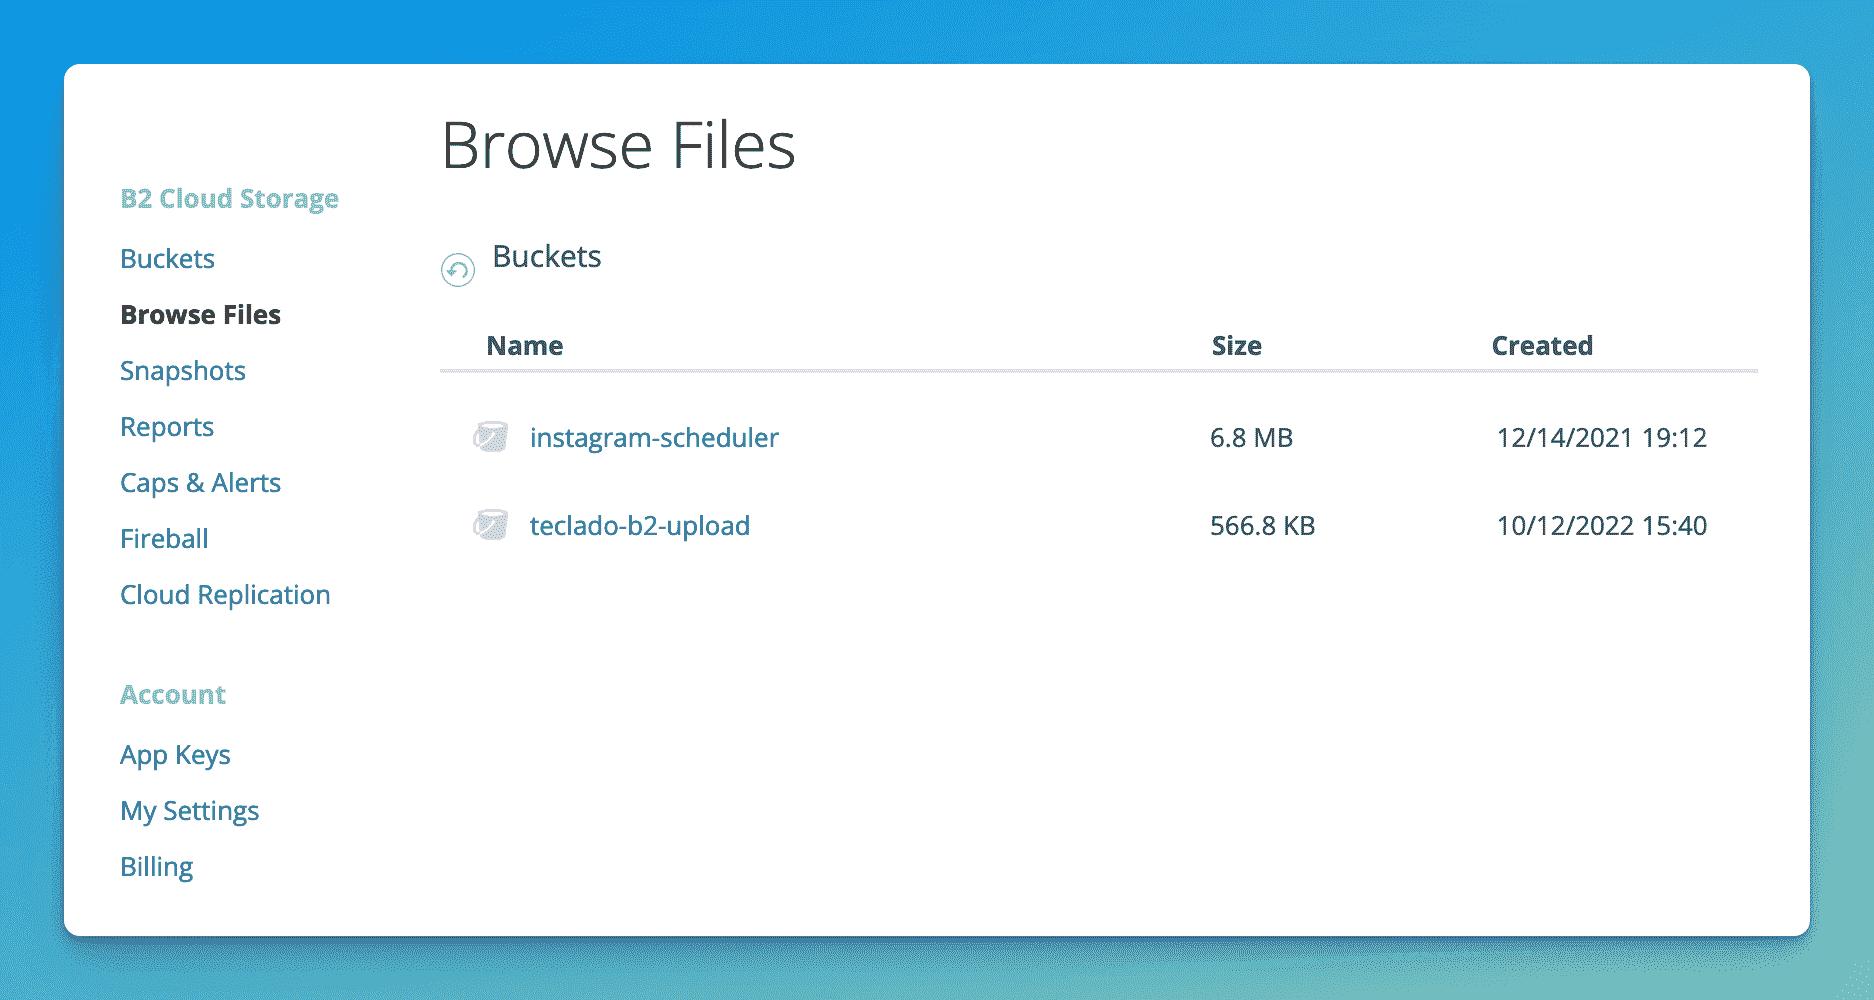 Browse Files
B2 Cloud Storage
Buckets
Browse Files
Snapshots
Reports
Caps & Alerts
Fireball
Cloud Replication
Account
App Keys
My Settings
Billing
Buckets
Name Size Created
instagram-scheduler 6.8 MB 12/14/2021 19:12
teclado-b2-upload 566.8 KB 10/12/2022 15:40